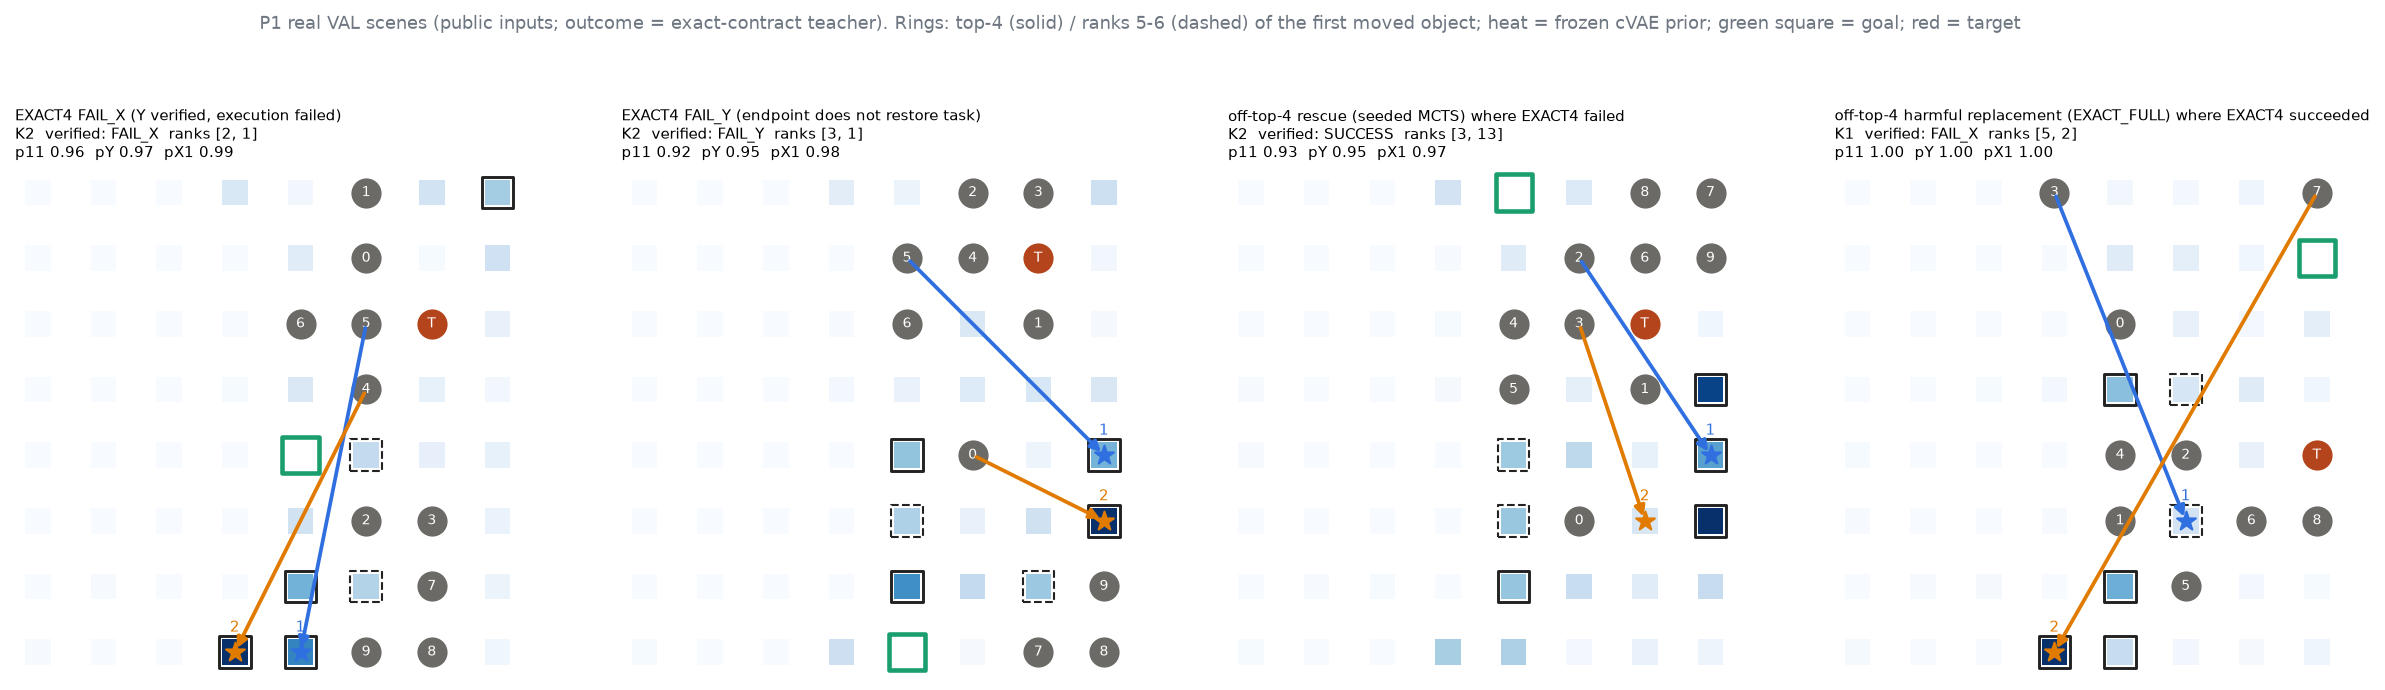 P1 real VAL scenes (public inputs; outcome = exact-contract teacher). Rings: top-4 (solid) / ranks 5-6 (dashed) of the first moved object; heat = frozen cVAE prior; green square = goal; red = target
EXACT4 FAIL_X (Y verified, execution failed)
K2  verified: FAIL_X  ranks [2, 1]
p11 0.96  pY 0.97  pX1 0.99
1
0
6 5 T
4
2 3
7
2 1 9 8
EXACT4 FAIL_Y (endpoint does not restore task)
K2  verified: FAIL_Y  ranks [3, 1]
p11 0.92  pY 0.95  pX1 0.98
2 3
5 4 T
6 1
1
0
2
9
7 8
off-top-4 rescue (seeded MCTS) where EXACT4 failed
K2  verified: SUCCESS  ranks [3, 13]
p11 0.93  pY 0.95  pX1 0.97
8 7
2 6 9
4 3 T
5 1
1
2
0
off-top-4 harmful replacement (EXACT_FULL) where EXACT4 succeeded
K1  verified: FAIL_X  ranks [5, 2]
p11 1.00  pY 1.00  pX1 1.00
3 7
0
4 2 T
1
1 6 8
5
2